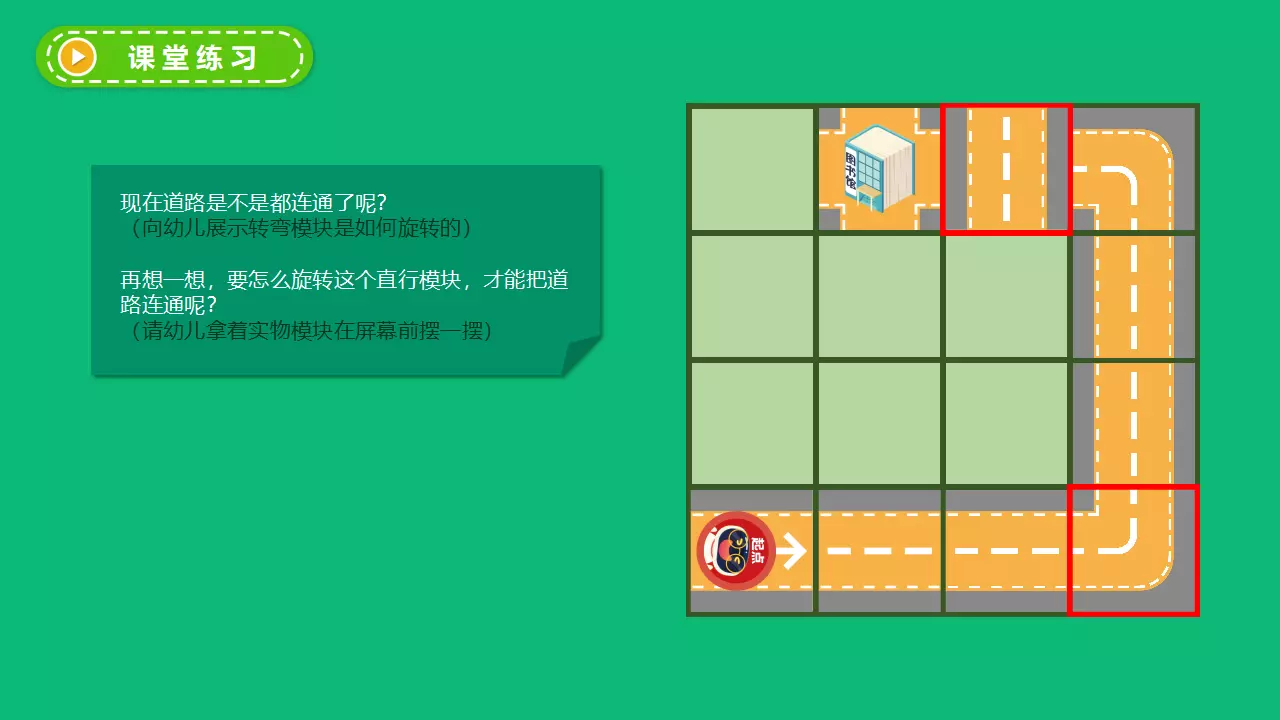 课堂练习
现在道路是不是都连通了呢？
（向幼儿展示转弯模块是如何旋转的）
再想一想，要怎么旋转这个直行模块，才能把道
路连通呢？
（请幼儿拿着实物模块在屏幕前摆一摆）
图书馆
起点